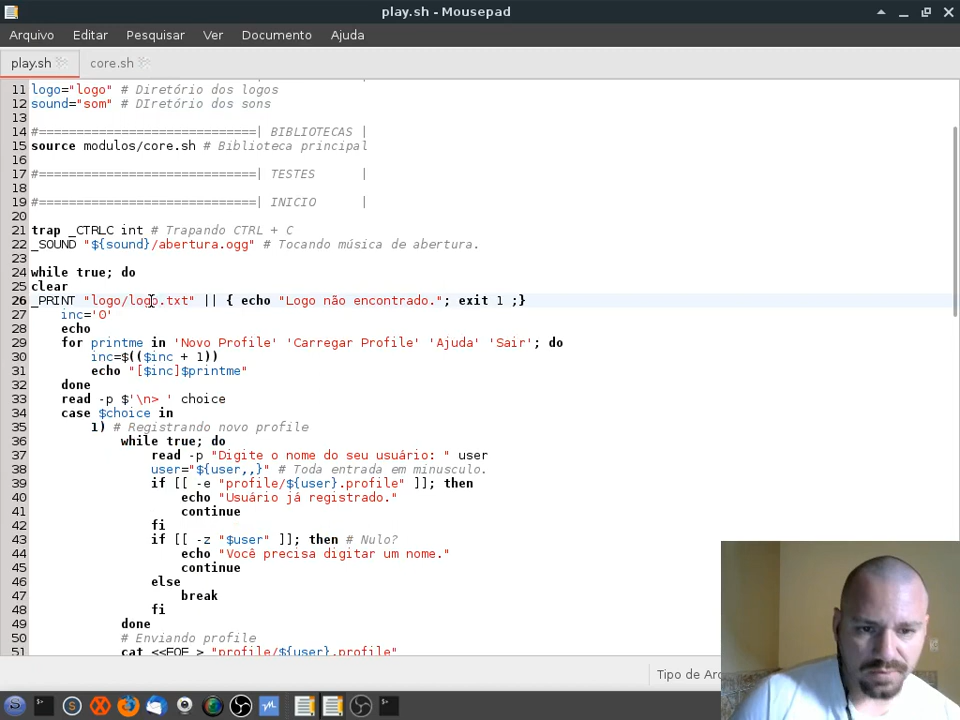 play.sh - Mousepad
Arquivo Editar Pesquisar Ver Documento Ajuda
play.sh core.sh
11 logo="logo" # Diretório dos logos
12 sound="som" # DIretório dos sons
13
14 #=============================| BIBLIOTECAS |
15 source modulos/core.sh # Biblioteca principal
16
17 #=============================| TESTES |
18
19 #=============================| INICIO |
20
21 trap _CTRLC int # Trapando CTRL + C
22 _SOUND "${sound}/abertura.ogg" # Tocando música de abertura.
23
24 while true; do
25 clear
26 _PRINT "logo/logo.txt" || { echo "Logo não encontrado."; exit 1 ;}
27 inc='0'
28 echo
29 for printme in 'Novo Profile' 'Carregar Profile' 'Ajuda' 'Sair'; do
30 inc=$(($inc + 1))
31 echo "[$inc]$printme"
32 done
33 read -p $'\n> ' choice
34 case $choice in
35 1) # Registrando novo profile
36 while true; do
37 read -p "Digite o nome do seu usuário: " user
38 user="${user,,}" # Toda entrada em minusculo.
39 if [[ -e "profile/${user}.profile" ]]; then
40 echo "Usuário já registrado."
41 continue
42 fi
43 if [[ -z "$user" ]]; then # Nulo?
44 echo "Você precisa digitar um nome."
45 continue
46 else
47 break
48 fi
49 done
50 # Enviando profile
51 cat <<EOF > "profile/${user}.profile"
Tipo de Arq